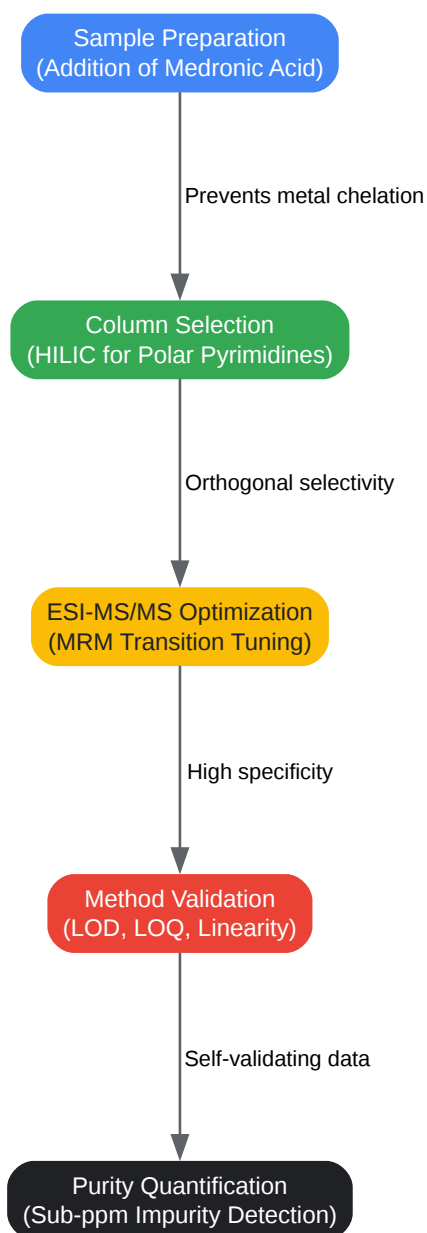 Sample Preparation
(Addition of Medronic Acid)
Prevents metal chelation
Column Selection
(HILIC for Polar Pyrimidines)
Orthogonal selectivity
ESI-MS/MS Optimization
(MRM Transition Tuning)
High specificity
Method Validation
(LOD, LOQ, Linearity)
Self-validating data
Purity Quantification
(Sub-ppm Impurity Detection)